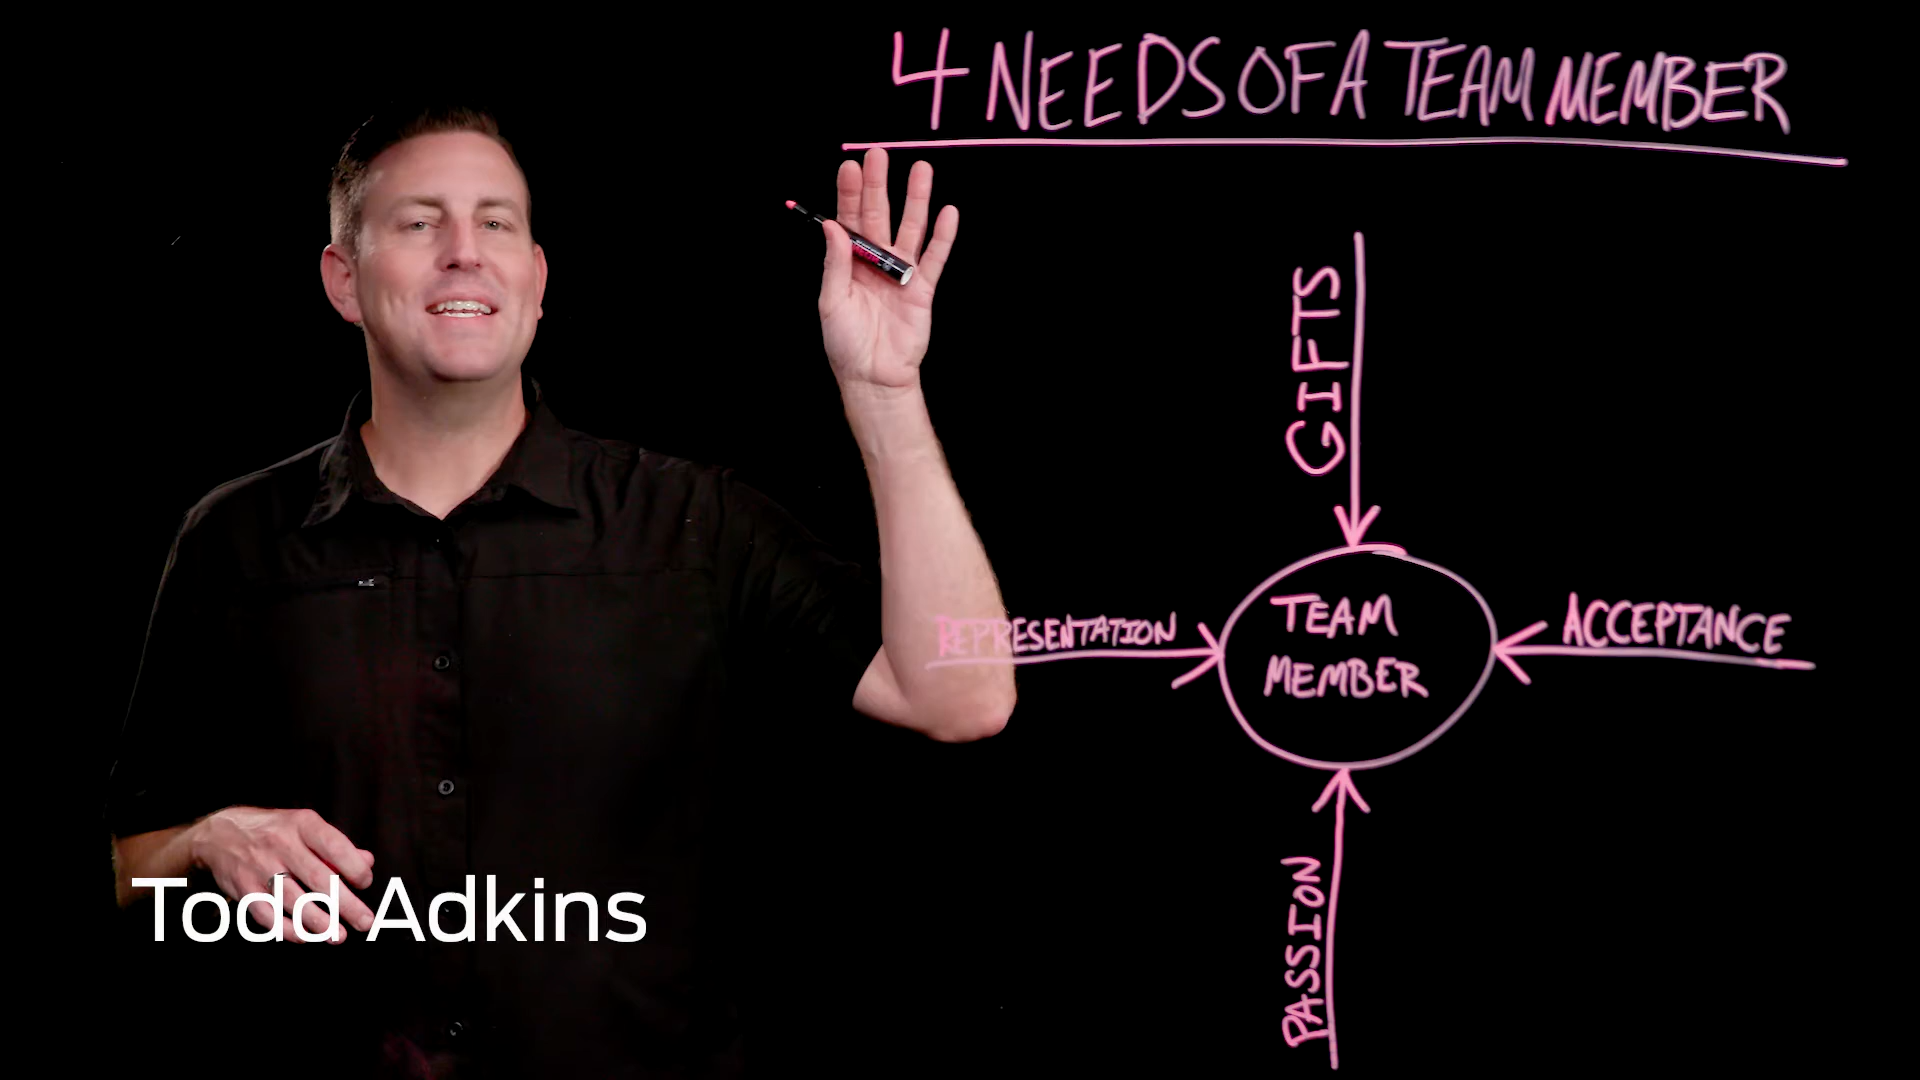 4 NEEDS OF A TEAM MEMBER
GIFTS
REPRESENTATION
TEAM
MEMBER
ACCEPTANCE
PASSION
Todd Adkins